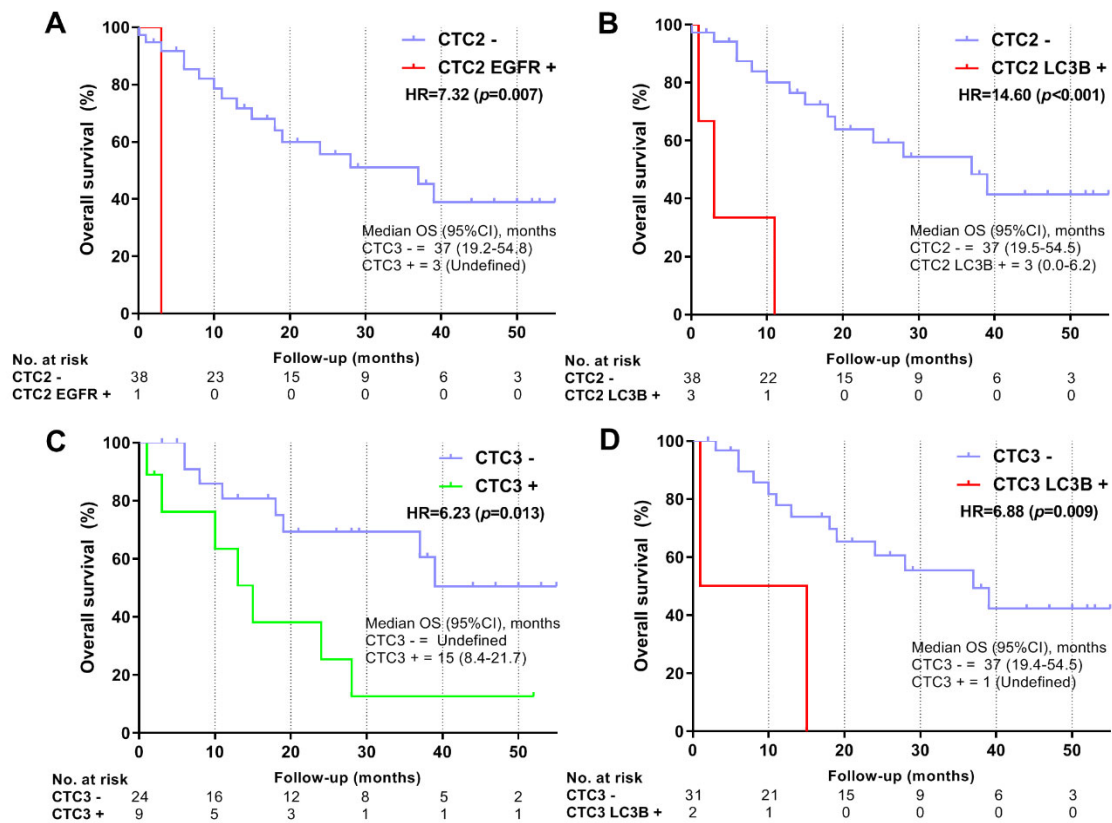 A
Overall survival (%)
100
80
60
40
20
0
CTC2 -
CTC2 EGFR +
HR=7.32 (p=0.007)
Median OS (95%CI), months
CTC3 - = 37 (19.2-54.8)
CTC3 + = 3 (Undefined)
0 10 20 30 40 50
Follow-up (months)
No. at risk
CTC2 - 38 23 15 9 6 3
CTC2 EGFR + 1 0 0 0 0 0
B
Overall survival (%)
100
80
60
40
20
0
CTC2 -
CTC2 LC3B +
HR=14.60 (p<0.001)
Median OS (95%CI), months
CTC2 - = 37 (19.5-54.5)
CTC2 LC3B + = 3 (0.0-6.2)
0 10 20 30 40 50
Follow-up (months)
No. at risk
CTC2 - 38 22 15 9 6 3
CTC2 LC3B + 3 1 0 0 0 0
C
Overall survival (%)
100
80
60
40
20
0
CTC3 -
CTC3 +
HR=6.23 (p=0.013)
Median OS (95%CI), months
CTC3 - = Undefined
CTC3 + = 15 (8.4-21.7)
0 10 20 30 40 50
Follow-up (months)
No. at risk
CTC3 - 24 16 12 8 5 2
CTC3 + 9 5 3 1 1 1
D
Overall survival (%)
100
80
60
40
20
0
CTC3 -
CTC3 LC3B +
HR=6.88 (p=0.009)
Median OS (95%CI), months
CTC3 - = 37 (19.4-54.5)
CTC3 + = 1 (Undefined)
0 10 20 30 40 50
Follow-up (months)
No. at risk
CTC3 - 31 21 15 9 6 3
CTC3 LC3B + 2 1 0 0 0 0